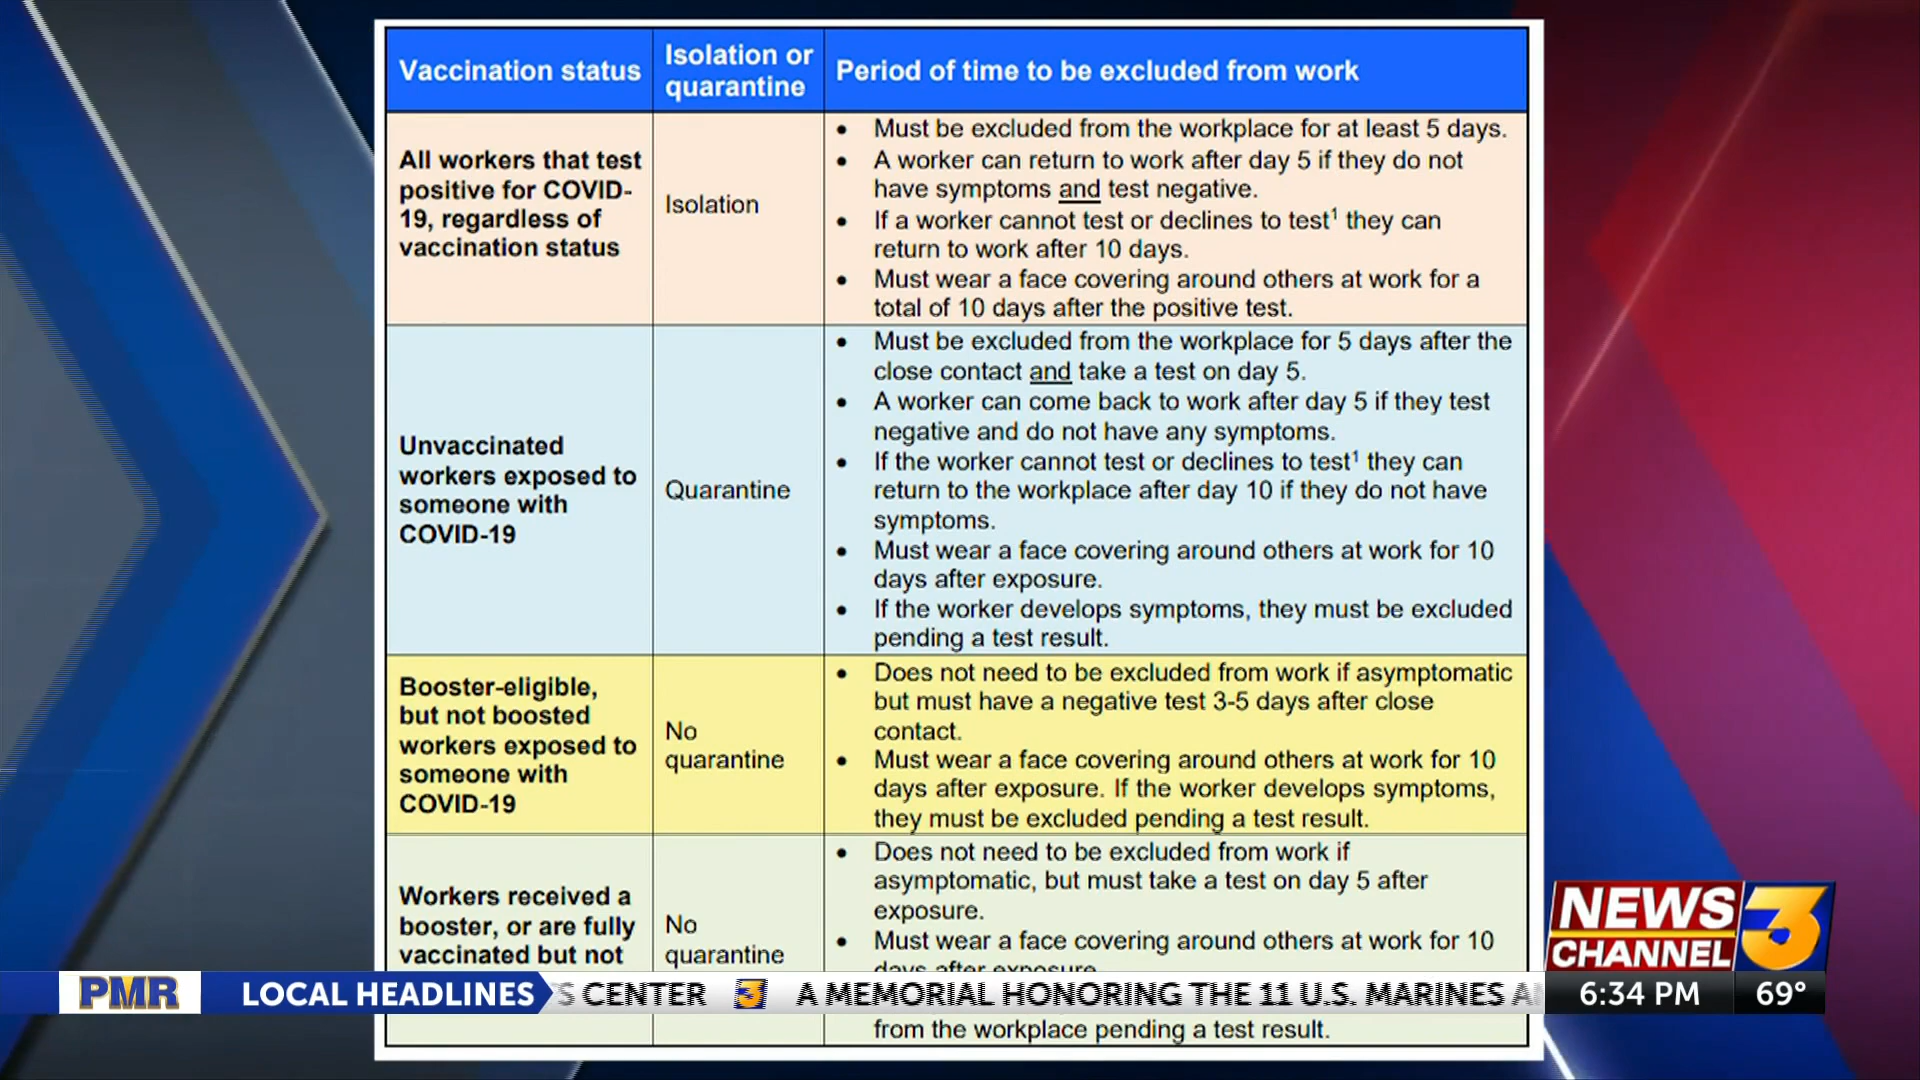 Vaccination status
Isolation or
quarantine
Period of time to be excluded from work
All workers that test
positive for COVID-
19, regardless of
vaccination status
Isolation
• Must be excluded from the workplace for at least 5 days.
• A worker can return to work after day 5 if they do not
have symptoms and test negative.
• If a worker cannot test or declines to test¹ they can
return to work after 10 days.
• Must wear a face covering around others at work for a
total of 10 days after the positive test.
Unvaccinated
workers exposed to
someone with
COVID-19
Quarantine
• Must be excluded from the workplace for 5 days after the
close contact and take a test on day 5.
• A worker can come back to work after day 5 if they test
negative and do not have any symptoms.
• If the worker cannot test or declines to test¹ they can
return to the workplace after day 10 if they do not have
symptoms.
• Must wear a face covering around others at work for 10
days after exposure.
• If the worker develops symptoms, they must be excluded
pending a test result.
Booster-eligible,
but not boosted
workers exposed to
someone with
COVID-19
No
quarantine
• Does not need to be excluded from work if asymptomatic
but must have a negative test 3-5 days after close
contact.
• Must wear a face covering around others at work for 10
days after exposure. If the worker develops symptoms,
they must be excluded pending a test result.
Workers received a
booster, or are fully
vaccinated but not
No
quarantine
• Does not need to be excluded from work if
asymptomatic, but must take a test on day 5 after
exposure.
• Must wear a face covering around others at work for 10
days after exposure.
from the workplace pending a test result.
NEWS
CHANNEL 3
PMR
LOCAL HEADLINES
S CENTER 3 A MEMORIAL HONORING THE 11 U.S. MARINES A
6:34 PM 69°